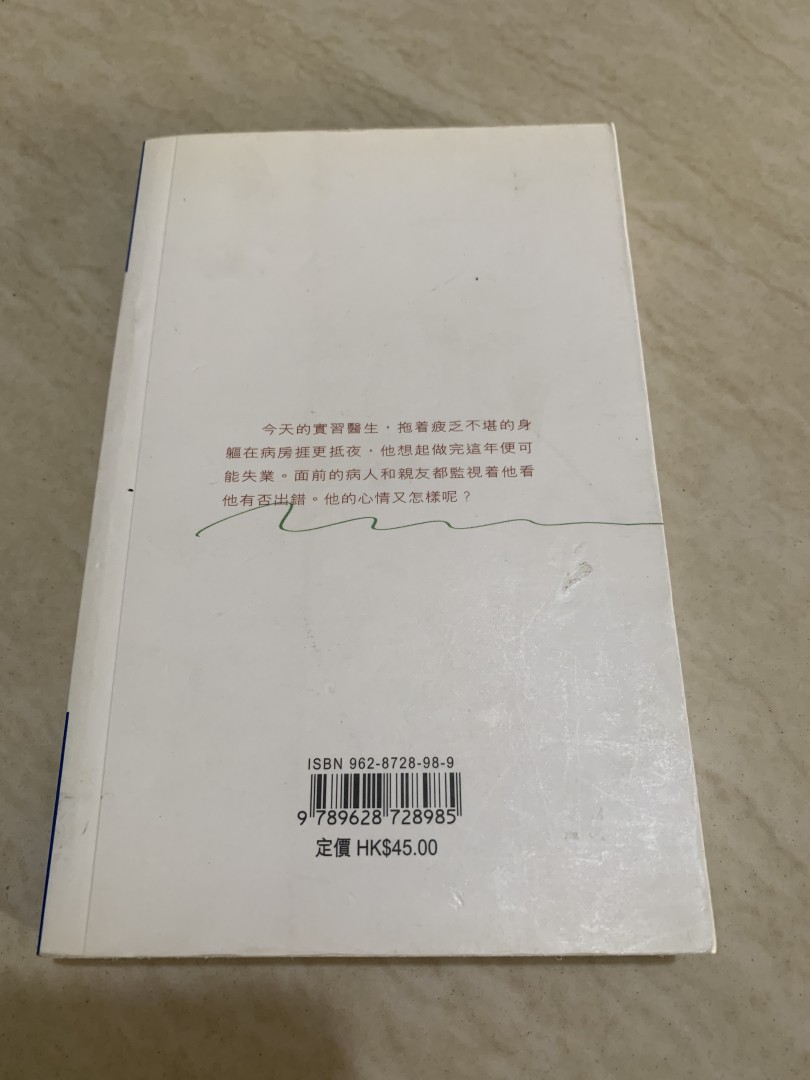 今天的實習醫生，拖着疲乏不堪的身
軀在病房捱更抵夜，他想起做完這年便可
能失業。面前的病人和親友都監視着他看
他有否出錯。他的心情又怎樣呢？
ISBN 962-8728-98-9
9 789628 728985
定價 HK$45.00